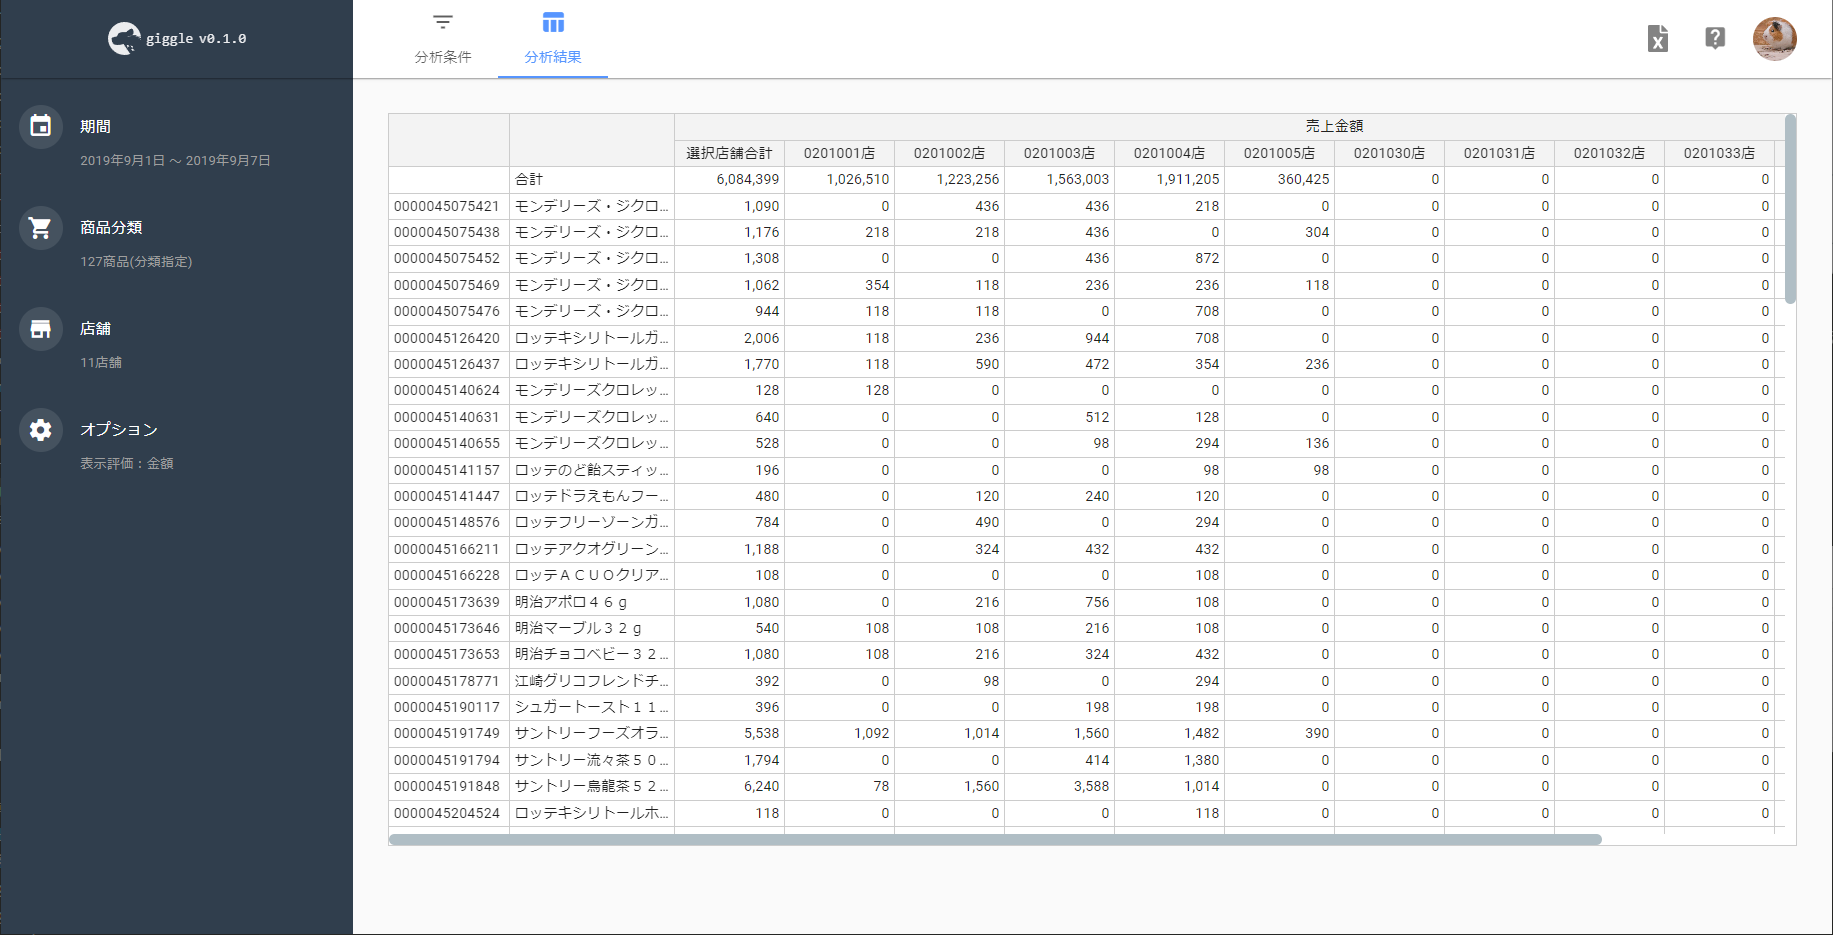 giggle v0.1.0
分析条件
分析結果
期間
2019年9月1日 ～ 2019年9月7日
商品分類
127商品(分類指定)
店舗
11店舗
オプション
表示評価：金額
売上金額
選択店舗合計 0201001店 0201002店 0201003店 0201004店 0201005店 0201030店 0201031店 0201032店 0201033店
合計 6,084,399 1,026,510 1,223,256 1,563,003 1,911,205 360,425 0 0 0 0
0000045075421 モンデリーズ・ジクロ... 1,090 0 436 436 218 0 0 0 0 0
0000045075438 モンデリーズ・ジクロ... 1,176 218 218 436 0 304 0 0 0 0
0000045075452 モンデリーズ・ジクロ... 1,308 0 0 436 872 0 0 0 0 0
0000045075469 モンデリーズ・ジクロ... 1,062 354 118 236 236 118 0 0 0 0
0000045075476 モンデリーズ・ジクロ... 944 118 118 0 708 0 0 0 0 0
0000045126420 ロッテキシリトールガ... 2,006 118 236 944 708 0 0 0 0 0
0000045126437 ロッテキシリトールガ... 1,770 118 590 472 354 236 0 0 0 0
0000045140624 モンデリーズクロレッ... 128 128 0 0 0 0 0 0 0 0
0000045140631 モンデリーズクロレッ... 640 0 0 512 128 0 0 0 0 0
0000045140655 モンデリーズクロレッ... 528 0 0 98 294 136 0 0 0 0
0000045141157 ロッテのど飴スティッ... 196 0 0 0 98 98 0 0 0 0
0000045141447 ロッテドラえもんフー... 480 0 120 240 120 0 0 0 0 0
0000045148576 ロッテフリーゾーンガ... 784 0 490 0 294 0 0 0 0 0
0000045166211 ロッテアクオグリーン... 1,188 0 324 432 432 0 0 0 0 0
0000045166228 ロッテＡＣＵＯクリア... 108 0 0 0 108 0 0 0 0 0
0000045173639 明治アポロ４６ｇ 1,080 0 216 756 108 0 0 0 0 0
0000045173646 明治マーブル３２ｇ 540 108 108 216 108 0 0 0 0 0
0000045173653 明治チョコベビー３２... 1,080 108 216 324 432 0 0 0 0 0
0000045178771 江崎グリコフレンドチ... 392 0 98 0 294 0 0 0 0 0
0000045190117 シュガートースト１１... 396 0 0 198 198 0 0 0 0 0
0000045191749 サントリーフーズオラ... 5,538 1,092 1,014 1,560 1,482 390 0 0 0 0
0000045191794 サントリー流々茶５０... 1,794 0 0 414 1,380 0 0 0 0 0
0000045191848 サントリー烏龍茶５２... 6,240 78 1,560 3,588 1,014 0 0 0 0 0
0000045204524 ロッテキシリトールホ... 118 0 0 0 118 0 0 0 0 0